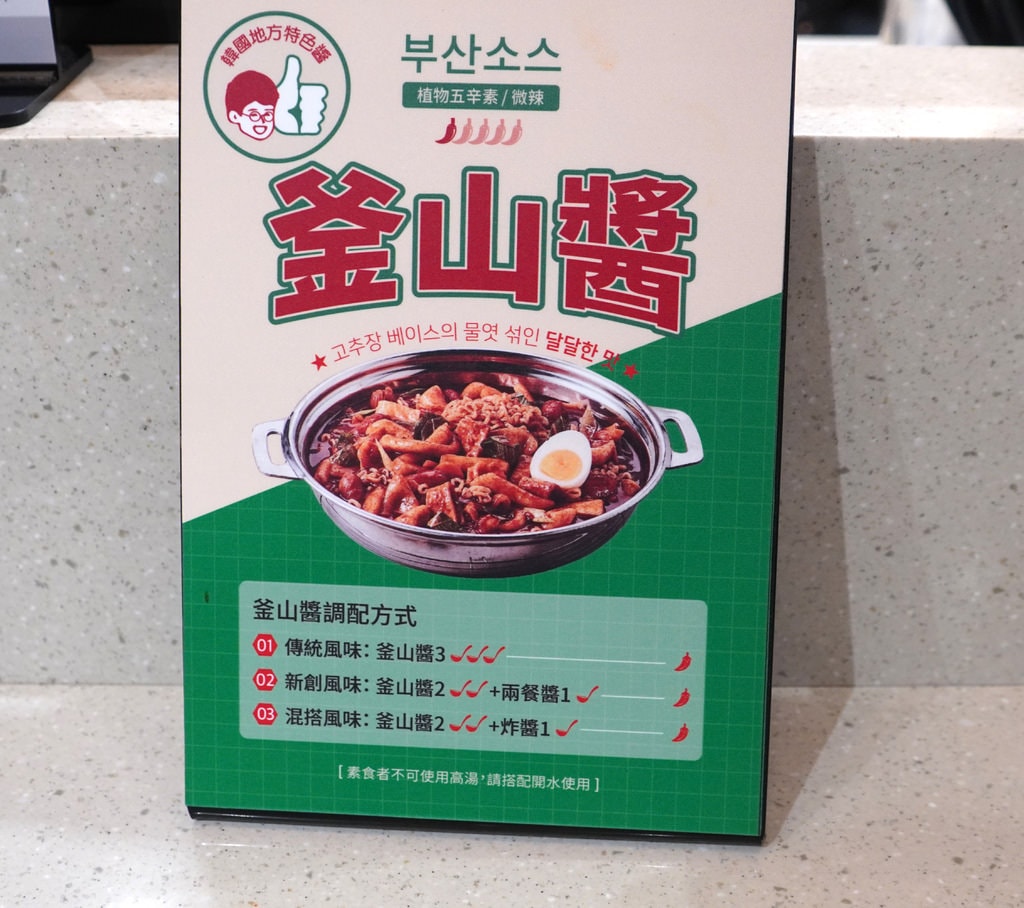 韓國地方特色醬
부산소스
植物五辛素 / 微辣
釜山醬
★ 고추장 베이스의 물엿 섞인 달달한 맛 ★
釜山醬調配方式
01 傳統風味: 釜山醬3
02 新創風味: 釜山醬2 +兩餐醬1
03 混搭風味: 釜山醬2 +炸醬1
[ 素食者不可使用高湯，請搭配開水使用 ]